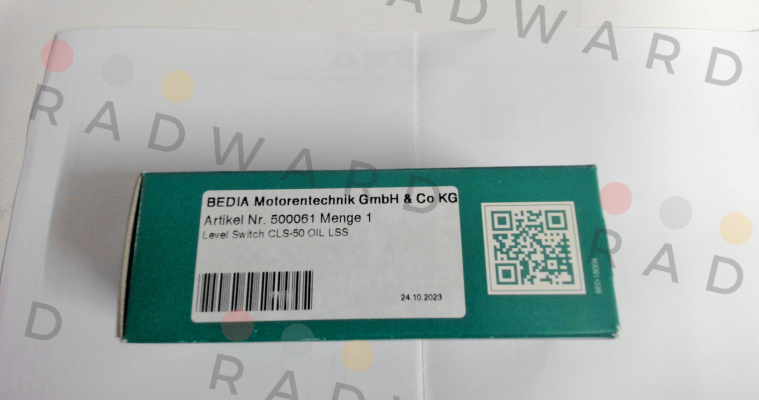 RADWARD
RADWARD
BEDIA Motorentechnik GmbH & Co KG
Artikel Nr. 500061 Menge 1
Level Switch CLS-50 OIL LSS
24.10.2023
RAD
D
RADWARD